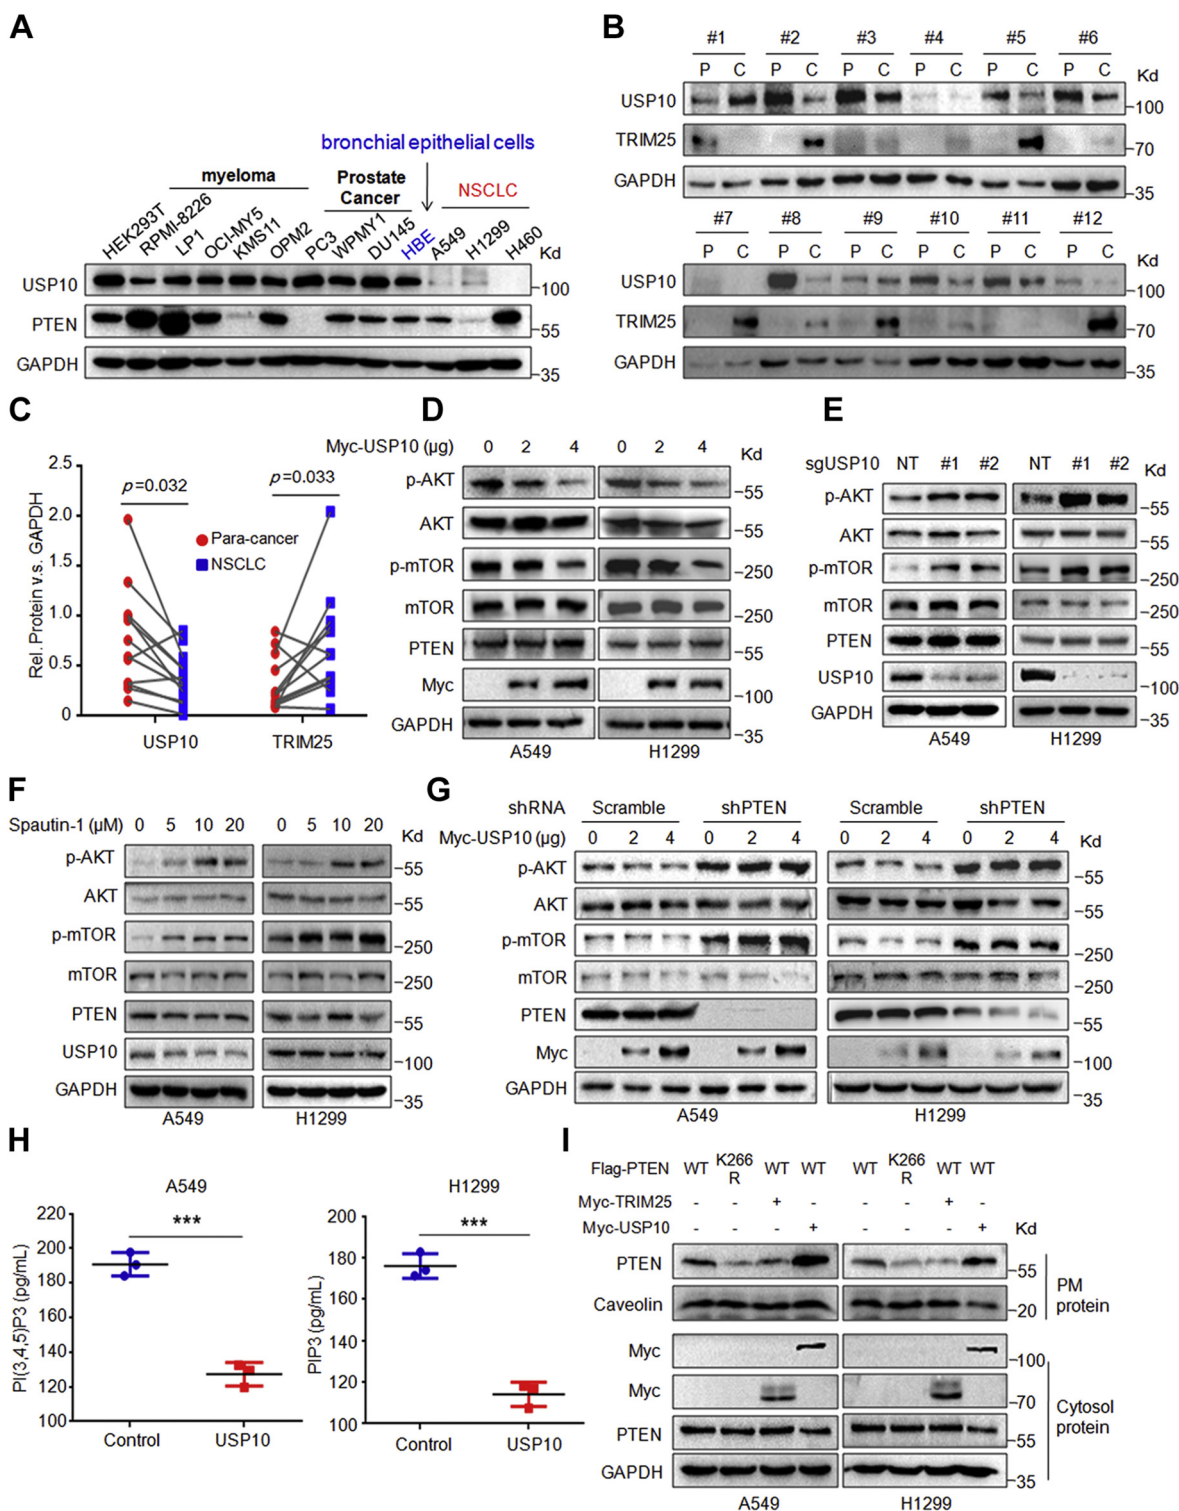 A
bronchial epithelial cells
myeloma
Prostate
Cancer
NSCLC
HEK293T RPMI-8226 LP1 OCI-MY5 KMS11 OPM2 PC3 WPMY1 DU145 HBE A549 H1299 H460 Kd
USP10 100
PTEN 55
GAPDH 35
B
#1 #2 #3 #4 #5 #6
P C P C P C P C P C P C Kd
USP10 100
TRIM25 70
GAPDH 35
#7 #8 #9 #10 #11 #12
P C P C P C P C P C P C Kd
USP10 100
TRIM25 70
GAPDH 35
C
Rel. Protein v.s. GAPDH
2.5
2.0
1.5
1.0
0.5
0
p=0.032
p=0.033
Para-cancer
NSCLC
USP10 TRIM25
D
Myc-USP10 (µg) 0 2 4 0 2 4 Kd
p-AKT 55
AKT 55
p-mTOR 250
mTOR 250
PTEN 55
Myc 100
GAPDH 35
A549 H1299
E
sgUSP10 NT #1 #2 NT #1 #2 Kd
p-AKT 55
AKT 55
p-mTOR 250
mTOR 250
PTEN 55
USP10 100
GAPDH 35
A549 H1299
F
Spautin-1 (µM) 0 5 10 20 0 5 10 20 Kd
p-AKT 55
AKT 55
p-mTOR 250
mTOR 250
PTEN 55
USP10 100
GAPDH 35
A549 H1299
G
shRNA Scramble shPTEN Scramble shPTEN
Myc-USP10 (µg) 0 2 4 0 2 4 0 2 4 0 2 4 Kd
p-AKT 55
AKT 55
p-mTOR 250
mTOR 250
PTEN 55
Myc 100
GAPDH 35
A549 H1299
H
A549
PI(3,4,5)P3 (pg/mL)
220
200
180
160
140
120
100
***
Control USP10
H1299
PIP3 (pg/mL)
200
180
160
140
120
100
***
Control USP10
I
Flag-PTEN WT K266R WT WT WT K266R WT WT
Myc-TRIM25 - - + - - - + -
Myc-USP10 - - - + - - - + Kd
PTEN 55
Caveolin 20
PM protein
Myc 100
Myc 70
PTEN 55
GAPDH 35
Cytosol protein
A549 H1299